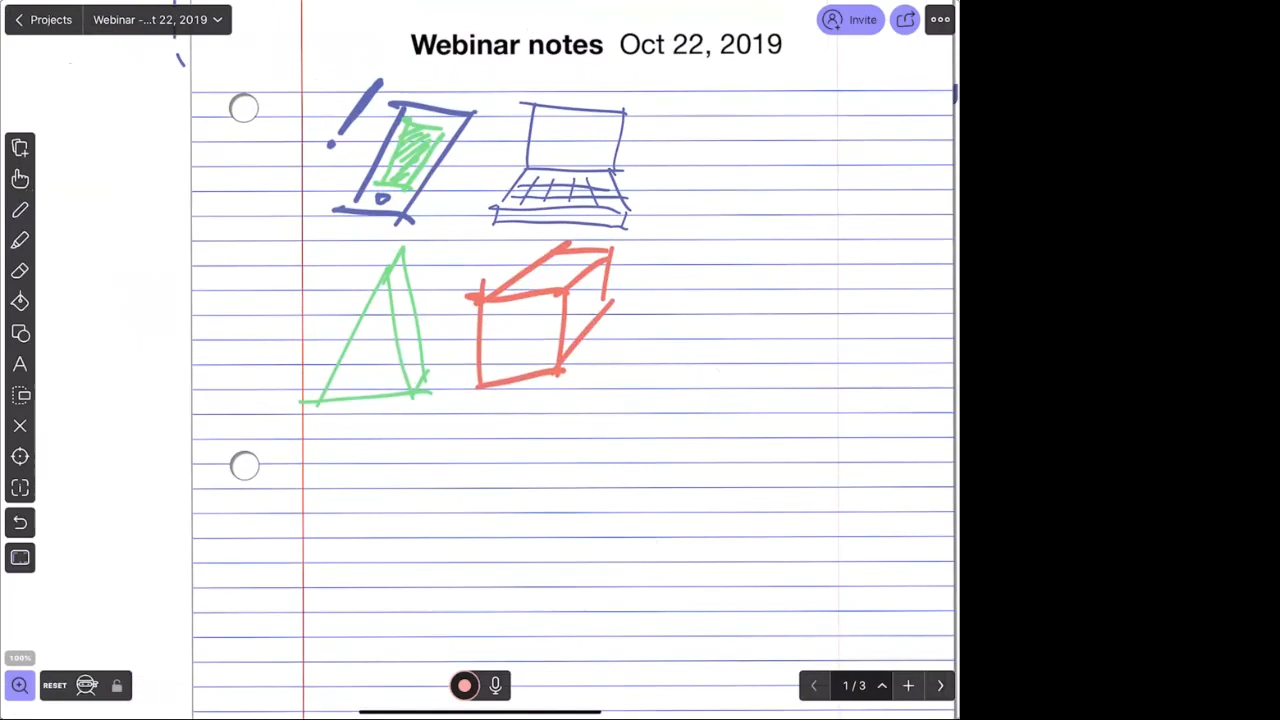 Projects Webinar -...t 22, 2019 Invite
Webinar notes Oct 22, 2019
A
100%
RESET 1/3